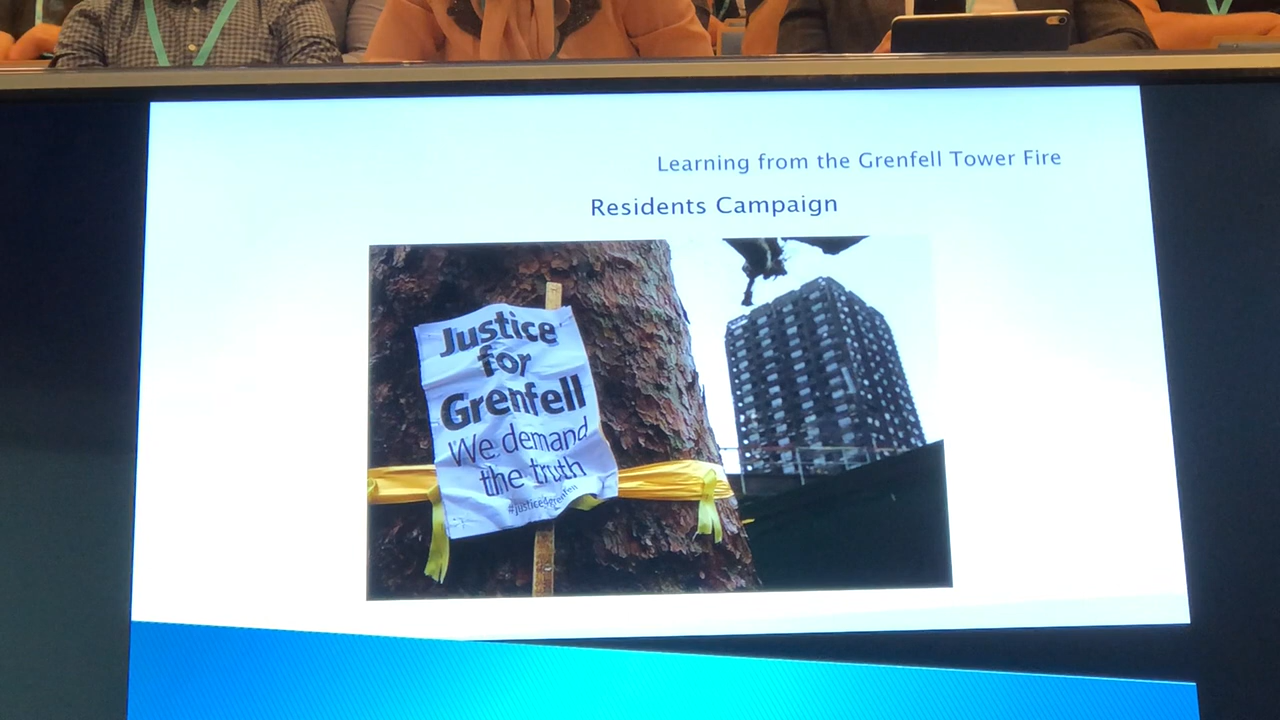 Learning from the Grenfell Tower Fire
Residents Campaign
Justice
for
Grenfell
We demand
the truth
#justice4grenfell